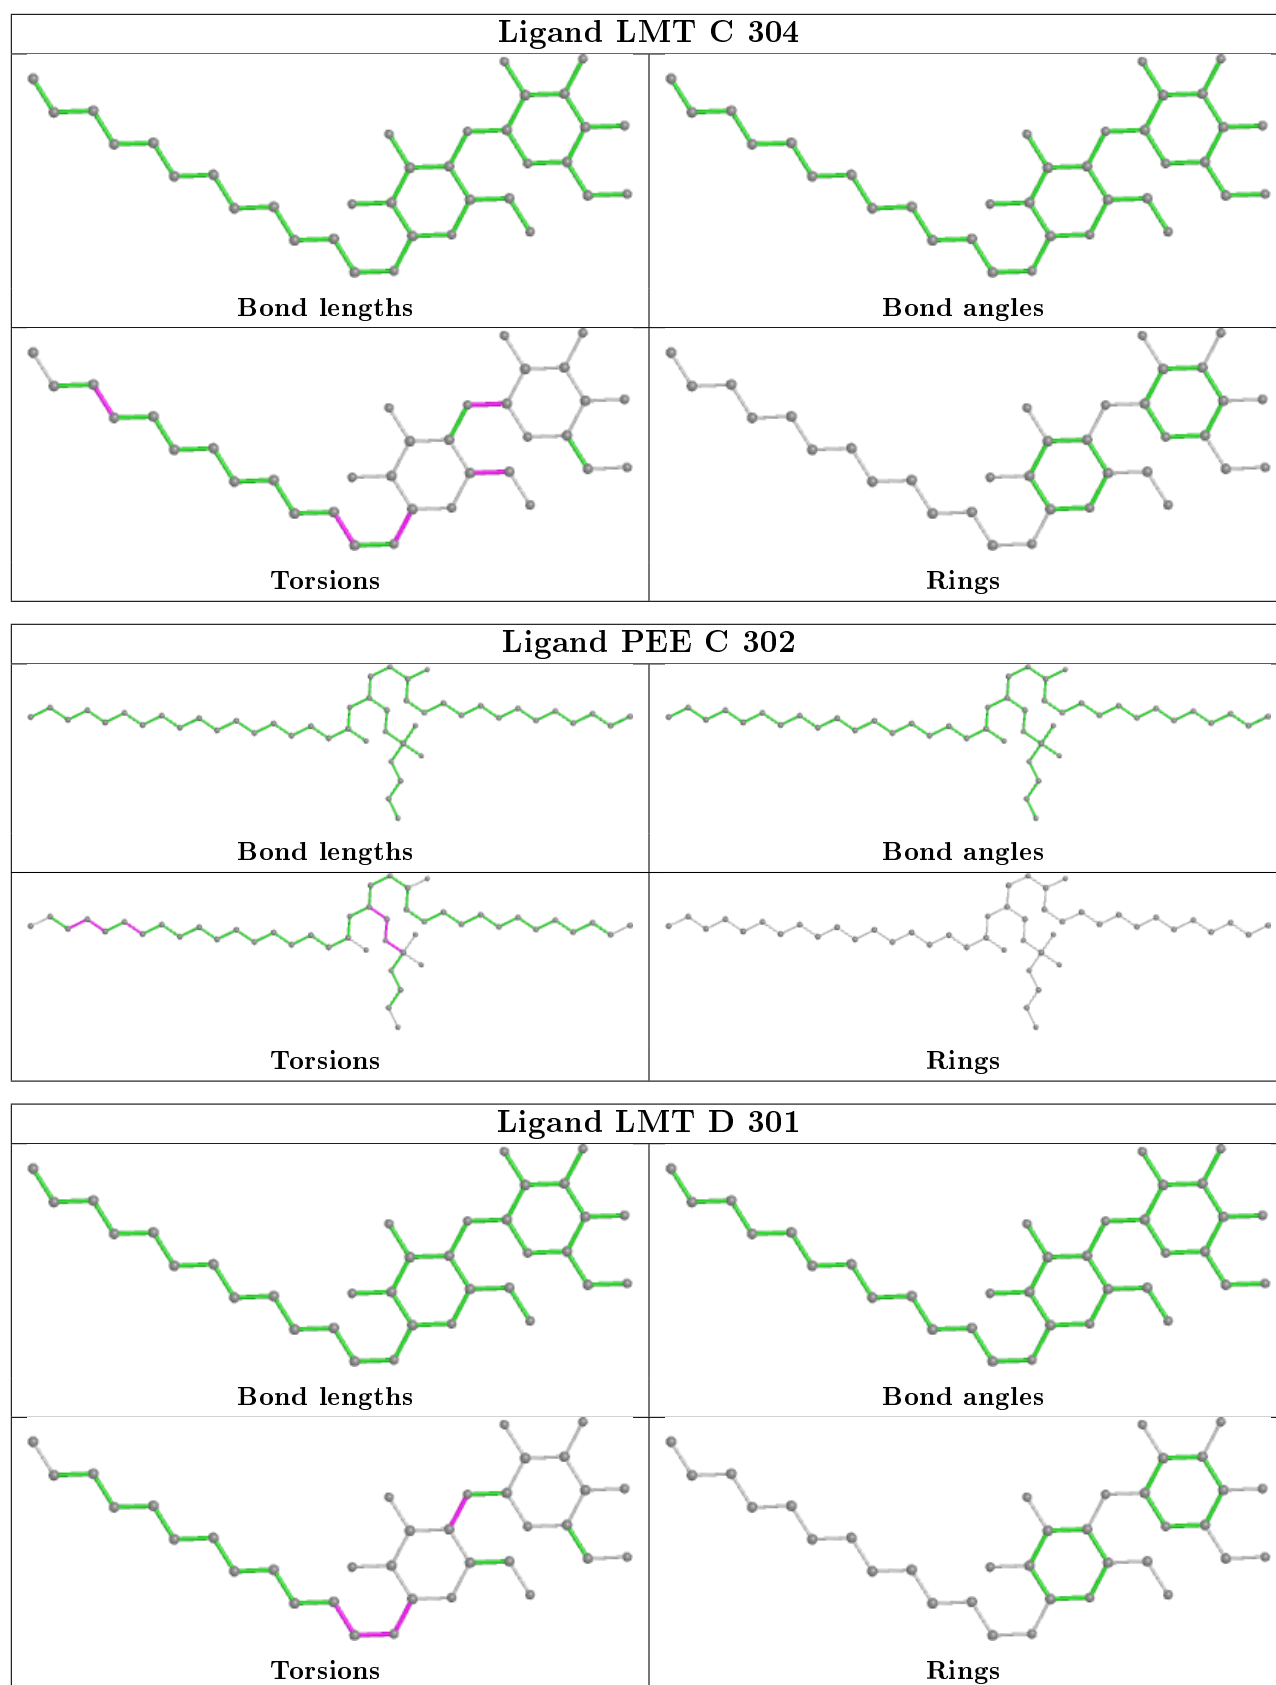 Ligand LMT C 304
Bond lengths
Bond angles
Torsions
Rings
Ligand PEE C 302
Bond lengths
Bond angles
Torsions
Rings
Ligand LMT D 301
Bond lengths
Bond angles
Torsions
Rings